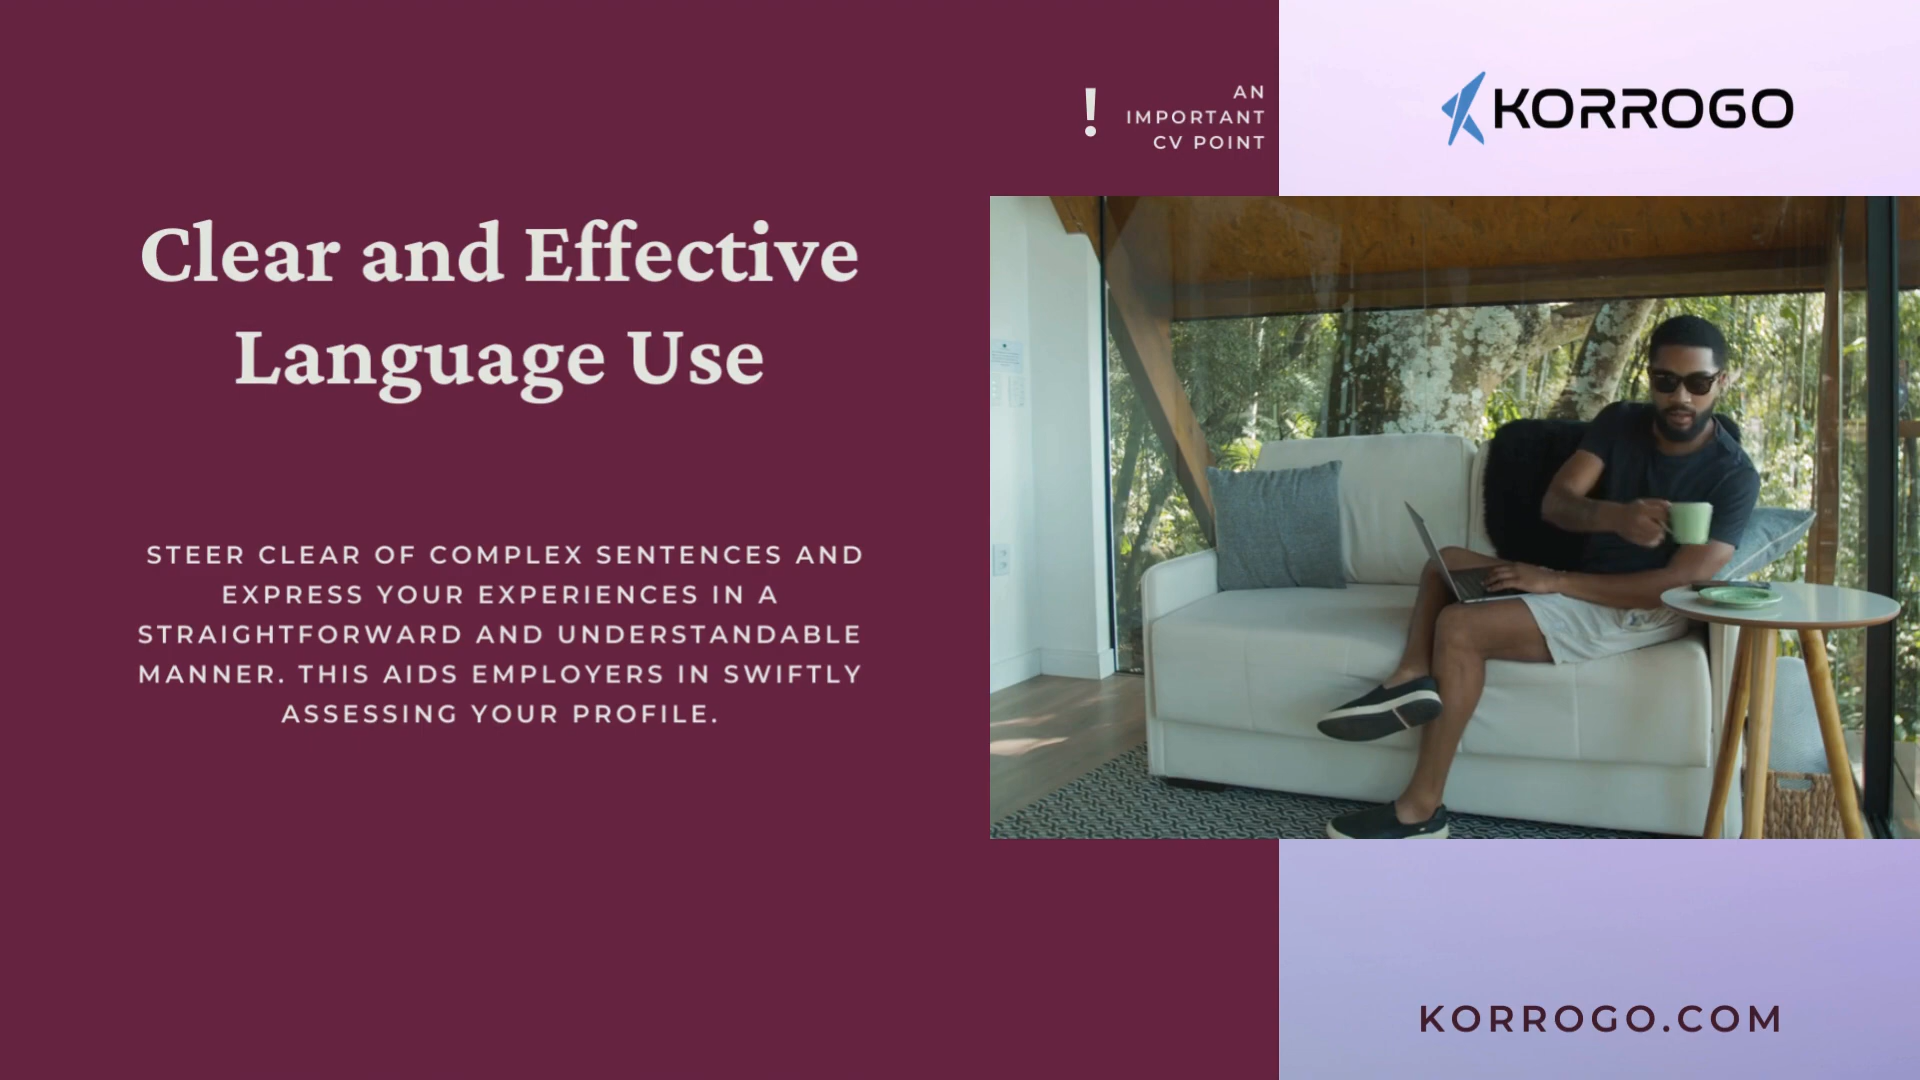 ! AN
IMPORTANT
CV POINT
KORROGO
Clear and Effective
Language Use
STEER CLEAR OF COMPLEX SENTENCES AND
EXPRESS YOUR EXPERIENCES IN A
STRAIGHTFORWARD AND UNDERSTANDABLE
MANNER. THIS AIDS EMPLOYERS IN SWIFTLY
ASSESSING YOUR PROFILE.
KORROGO.COM